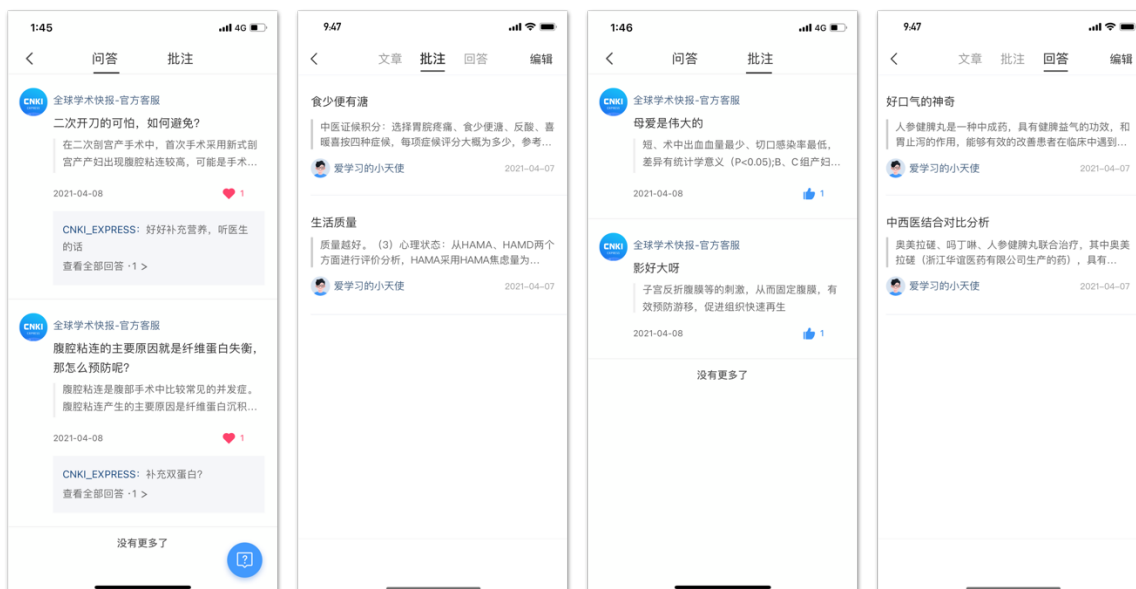 1:45
4G
问答
批注
CNKI
全球学术快报-官方客服
二次开刀的可怕，如何避免?
在二次剖宫产手术中，首次手术采用新式剖
宫产产妇出现腹腔粘连较高，可能是手术...
2021-04-08
1
CNKI_EXPRESS：好好补充营养，听医生
的话
查看全部回答 ·1 >
CNKI
全球学术快报-官方客服
腹腔粘连的主要原因就是纤维蛋白失衡，
那怎么预防呢?
腹腔粘连是腹部手术中比较常见的并发症。
腹腔粘连产生的主要原因是纤维蛋白沉积...
2021-04-08
1
CNKI_EXPRESS：补充双蛋白?
查看全部回答 ·1 >
没有更多了
9:47
文章
批注
回答
编辑
食少便有溏
中医证候积分：选择胃脘疼痛、食少便溏、反酸、喜
暖喜按四种症候，每项症候评分大概为多少，参考...
爱学习的小天使
2021-04-07
生活质量
质量越好。（3）心理状态：从HAMA、HAMD两个
方面进行评价分析，HAMA采用HAMA焦虑量为...
爱学习的小天使
2021-04-07
1:46
4G
问答
批注
CNKI
全球学术快报-官方客服
母爱是伟大的
短、术中出血血量最少、切口感染率最低，
差异有统计学意义（P<0.05);B、C组产妇...
2021-04-08
1
CNKI
全球学术快报-官方客服
影好大呀
子宫反折腹膜等的刺激，从而固定腹膜，有
效预防游移，促进组织快速再生
2021-04-08
1
没有更多了
9:47
文章
批注
回答
编辑
好口气的神奇
人参健脾丸是一种中成药，具有健脾益气的功效，和
胃止泻的作用，能够有效的改善患者在临床中遇到...
爱学习的小天使
2021-04-07
中西医结合对比分析
奥美拉磋、吗丁啉、人参健脾丸联合治疗，其中奥美
拉磋（浙江华谊医药有限公司生产的药），具有...
爱学习的小天使
2021-04-07